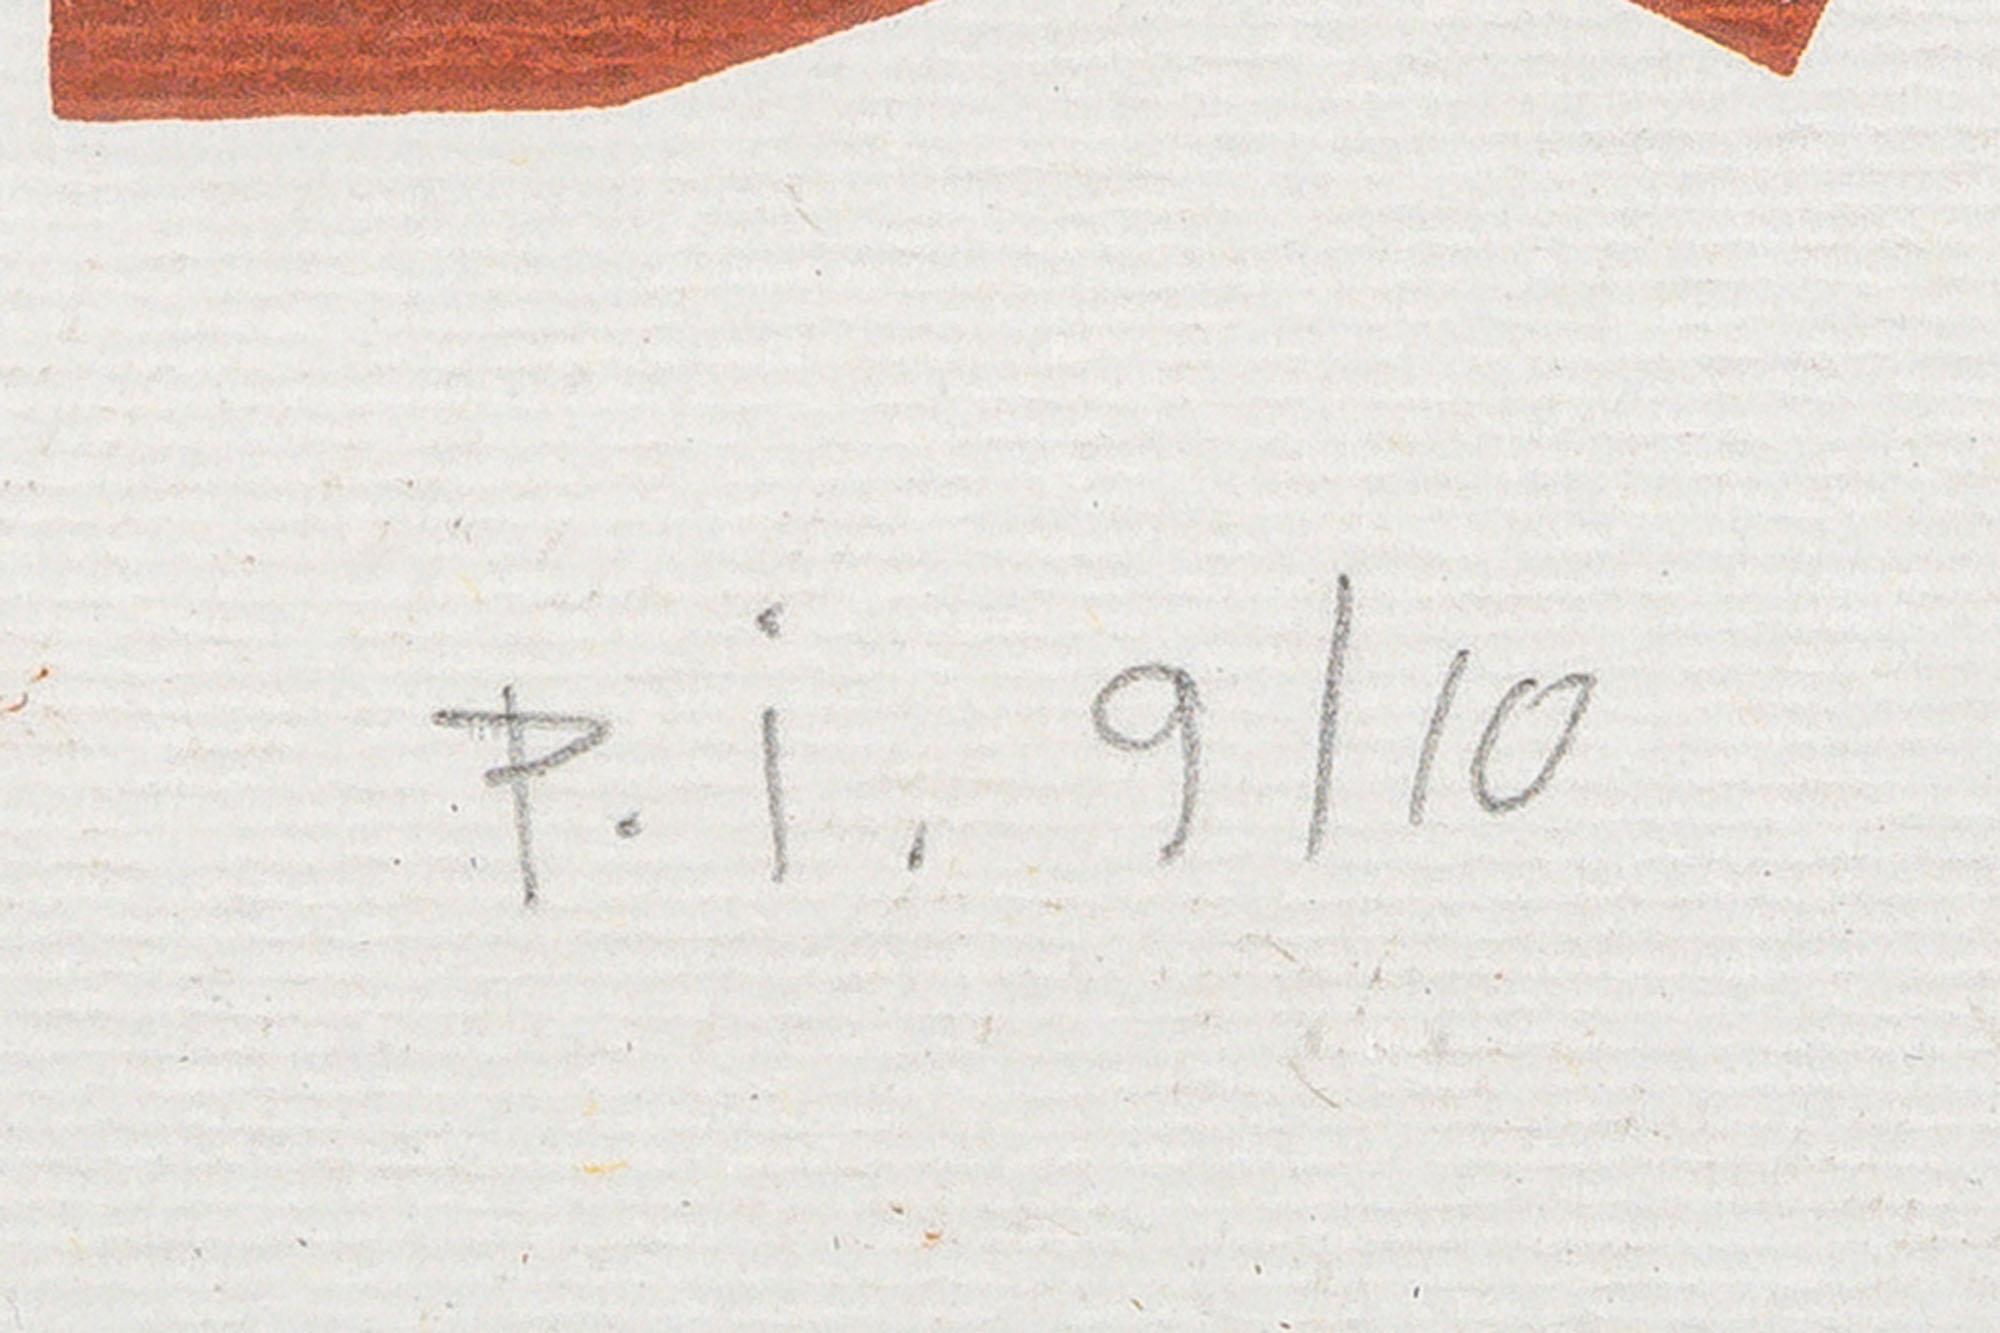 P. i, 9/10